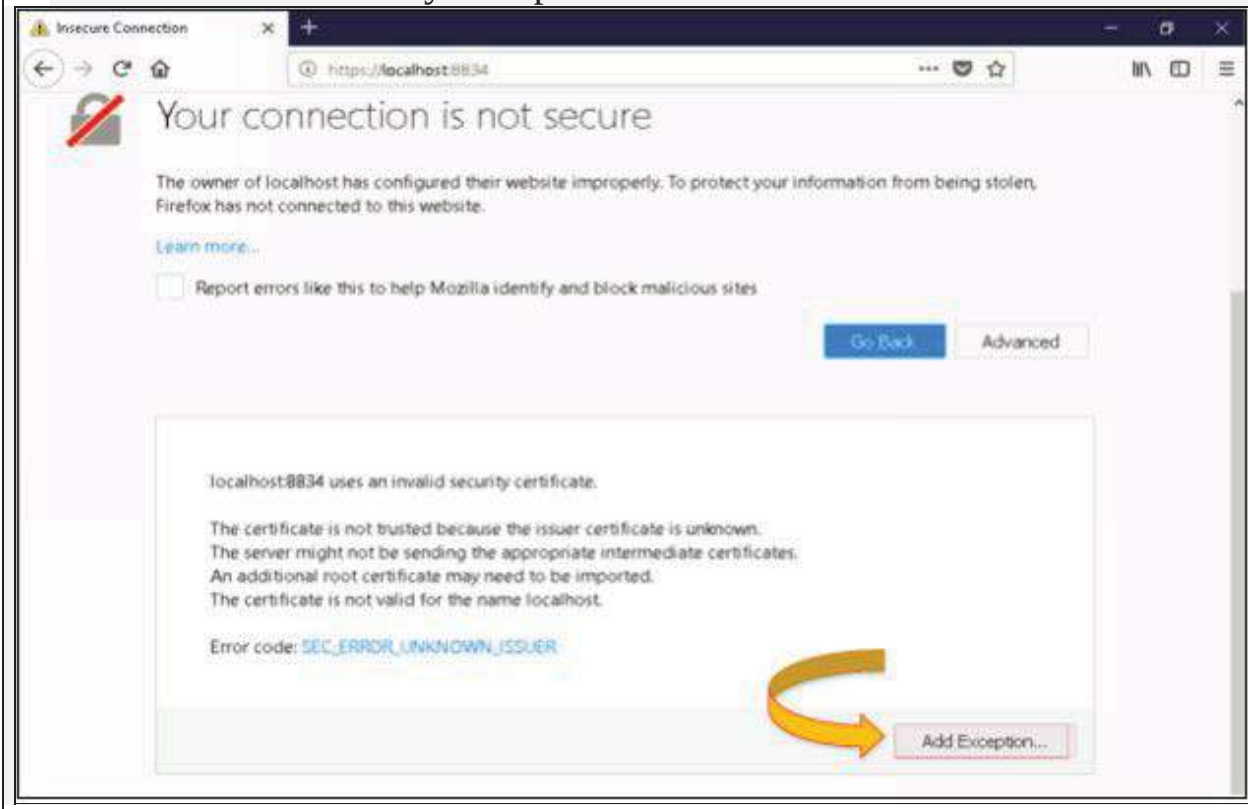 Insecure Connection
https://localhost:8834
Your connection is not secure
The owner of localhost has configured their website improperly. To protect your information from being stolen,
Firefox has not connected to this website.
Learn more...
Report errors like this to help Mozilla identify and block malicious sites
Go Back Advanced
localhost:8834 uses an invalid security certificate.
The certificate is not trusted because the issuer certificate is unknown.
The server might not be sending the appropriate intermediate certificates.
An additional root certificate may need to be imported.
The certificate is not valid for the name localhost.
Error code: SEC_ERROR_UNKNOWN_ISSUER
Add Exception...